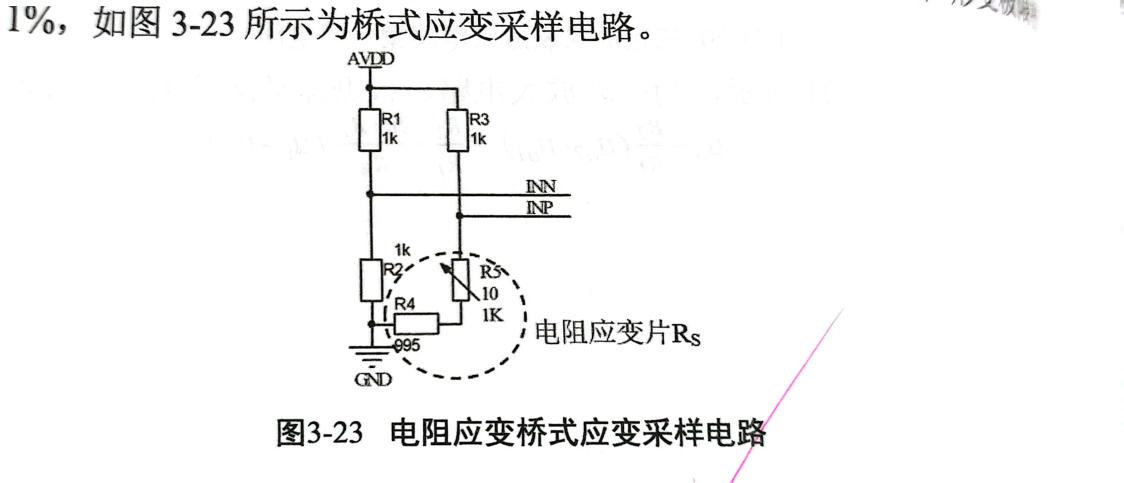 1%，如图 3-23 所示为桥式应变采样电路。
AVDD
R1
1k
R3
1k
INN
INP
1k
R2
R5
10
1K
R4
995
电阻应变片RS
GND
图3-23 电阻应变桥式应变采样电路